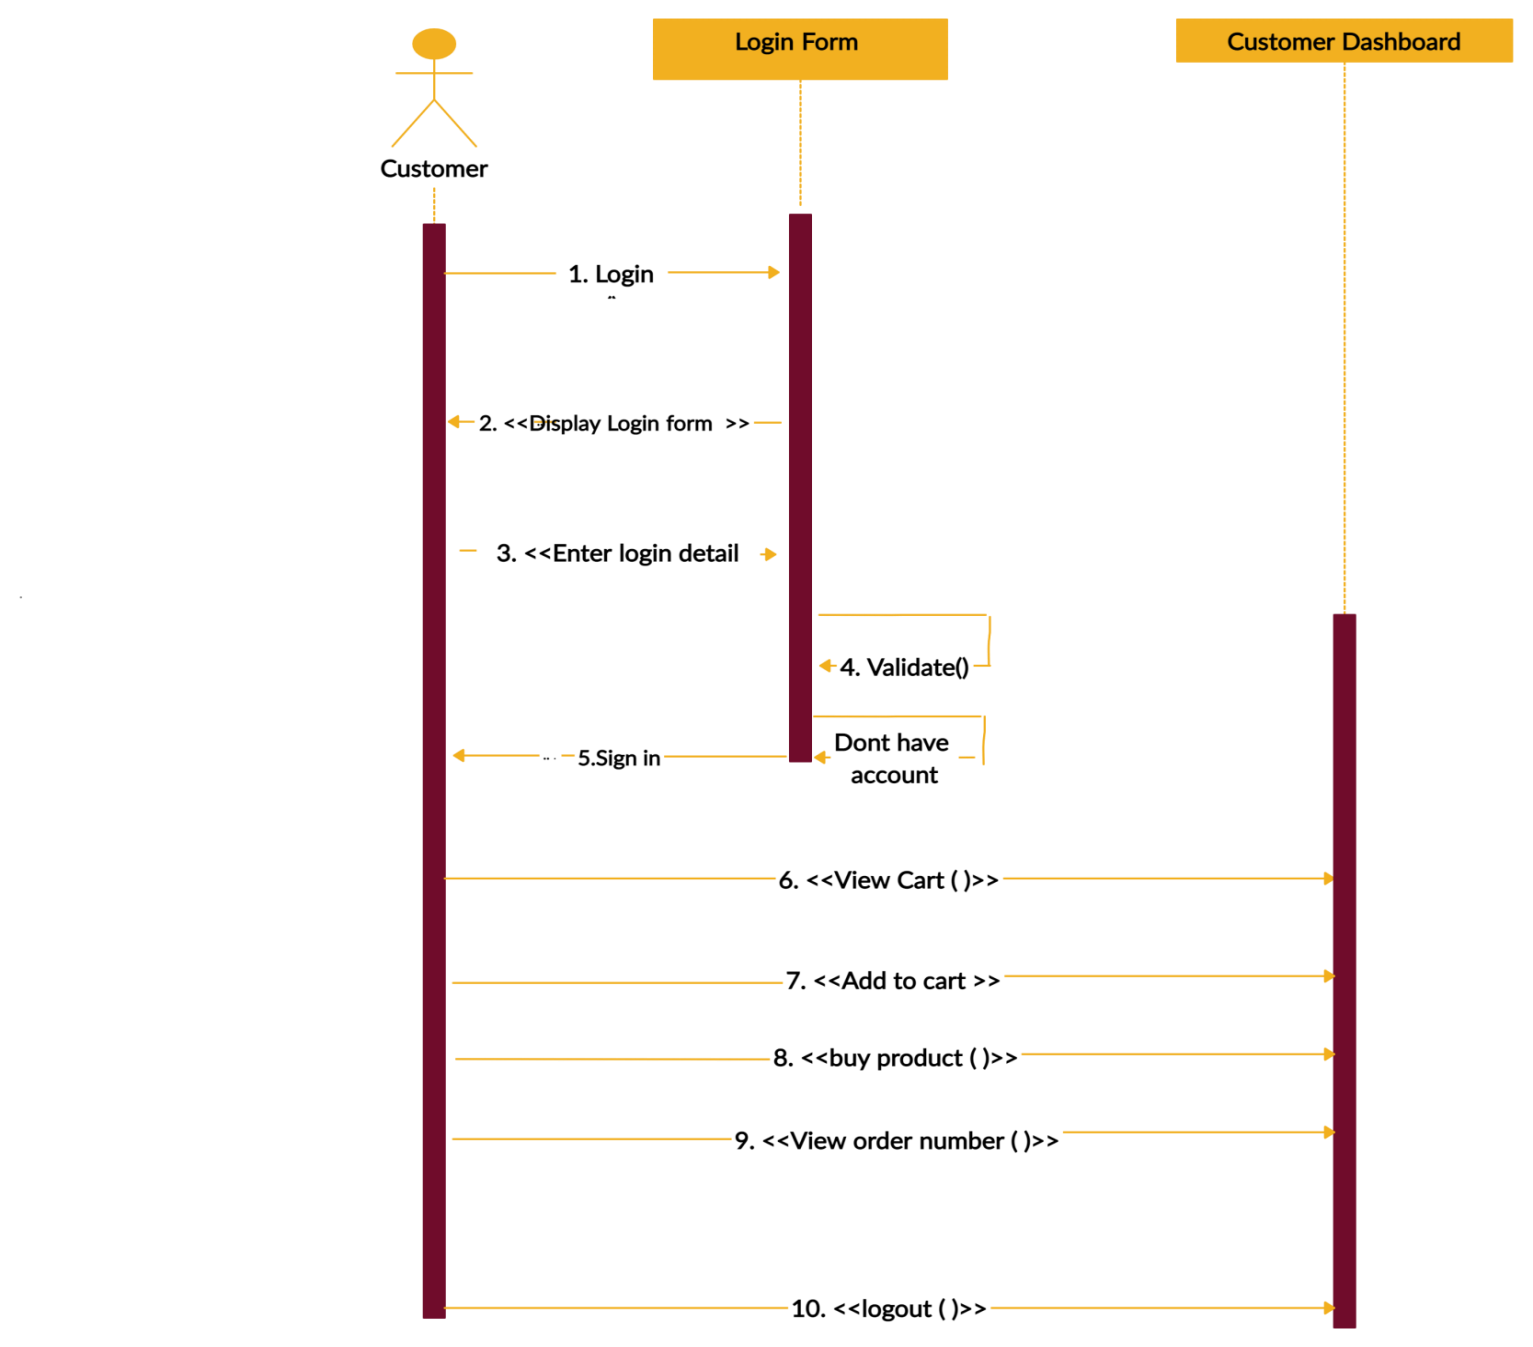 Login Form
Customer Dashboard
Customer
1. Login
2. <<Display Login form >>
3. <<Enter login detail
4. Validate()
Dont have
account
5.Sign in
6. <<View Cart ( )>>
7. <<Add to cart >>
8. <<buy product ( )>>
9. <<View order number ( )>>
10. <<logout ( )>>